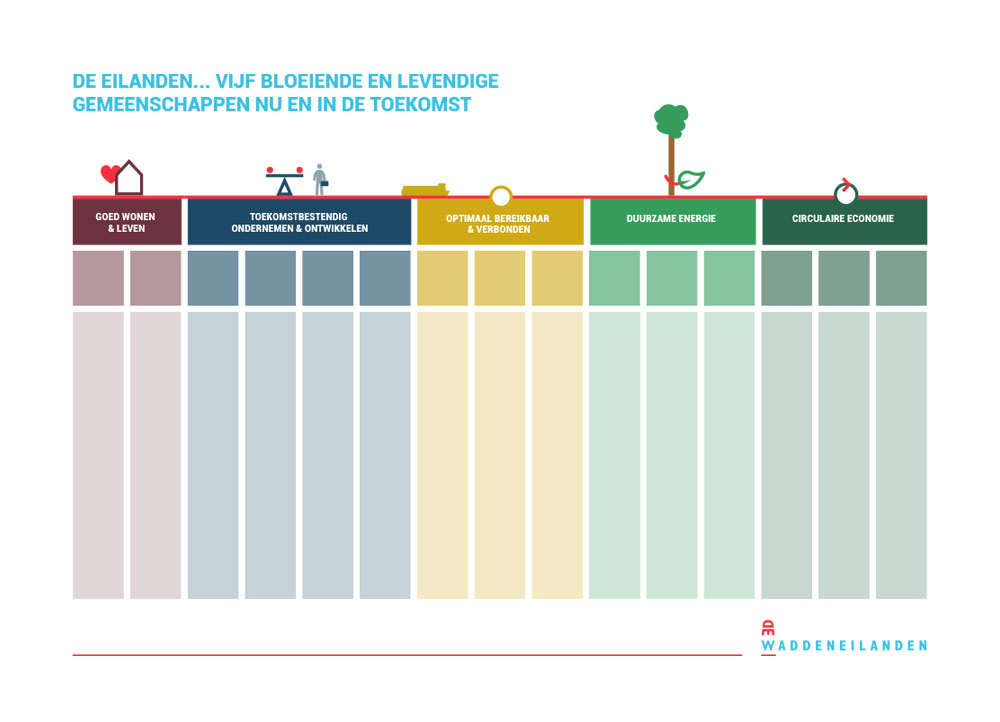 DE EILANDEN... VIJF BLOEIENDE EN LEVENDIGE
GEMEENSCHAPPEN NU EN IN DE TOEKOMST
GOED WONEN
& LEVEN
TOEKOMSTBESTENDIG
ONDERNEMEN & ONTWIKKELEN
OPTIMAAL BEREIKBAAR
& VERBONDEN
DUURZAME ENERGIE
CIRCULAIRE ECONOMIE
DE
WADDENEILANDEN